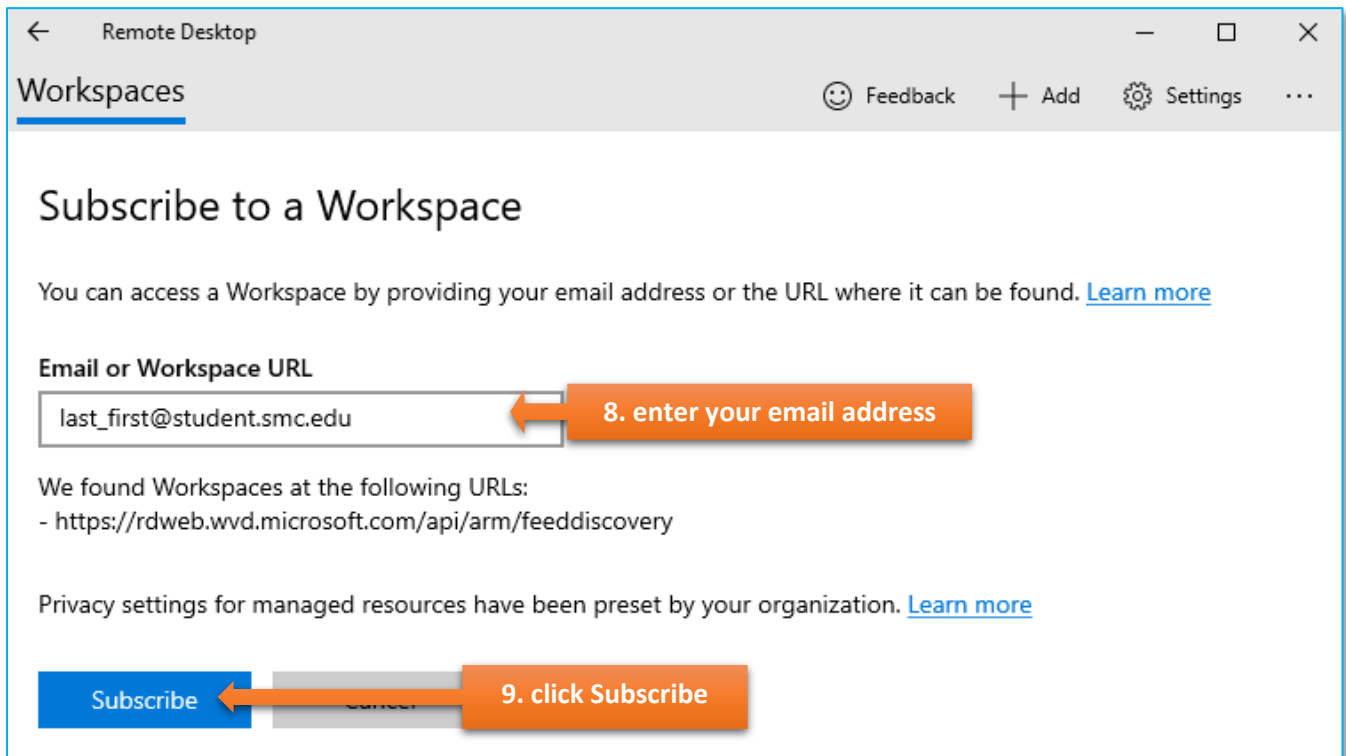 Remote Desktop
Workspaces
Feedback
Add
Settings
Subscribe to a Workspace
You can access a Workspace by providing your email address or the URL where it can be found. Learn more
Email or Workspace URL
last_first@student.smc.edu
8. enter your email address
We found Workspaces at the following URLs:
- https://rdweb.wvd.microsoft.com/api/arm/feeddiscovery
Privacy settings for managed resources have been preset by your organization. Learn more
Subscribe
9. click Subscribe